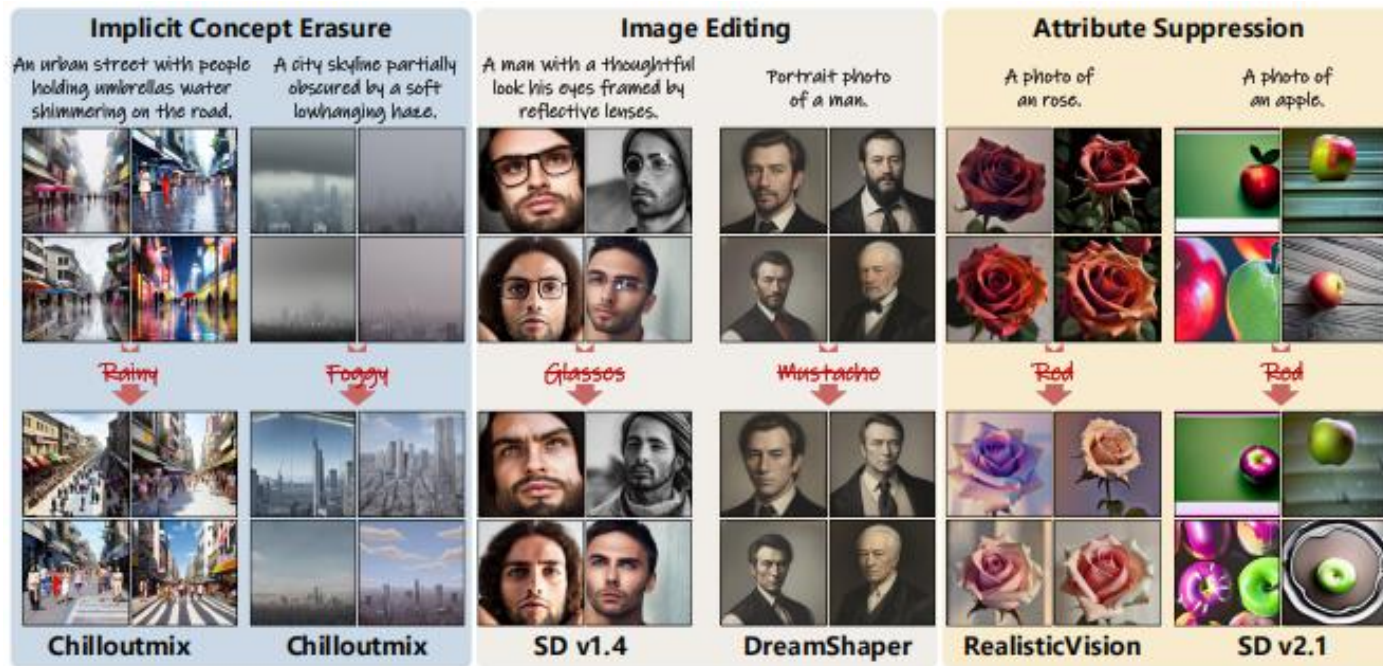 Implicit Concept Erasure
Image Editing
Attribute Suppression
An urban street with people
holding umbrellas water
shimmering on the road.
A city skyline partially
obscured by a soft
lowhanging haze.
A man with a thoughtful
look his eyes framed by
reflective lenses.
Portrait photo
of a man.
A photo of
an rose.
A photo of
an apple.
Rainy
Foggy
Glasses
Mustache
Red
Red
Chilloutmix
Chilloutmix
SD v1.4
DreamShaper
RealisticVision
SD v2.1